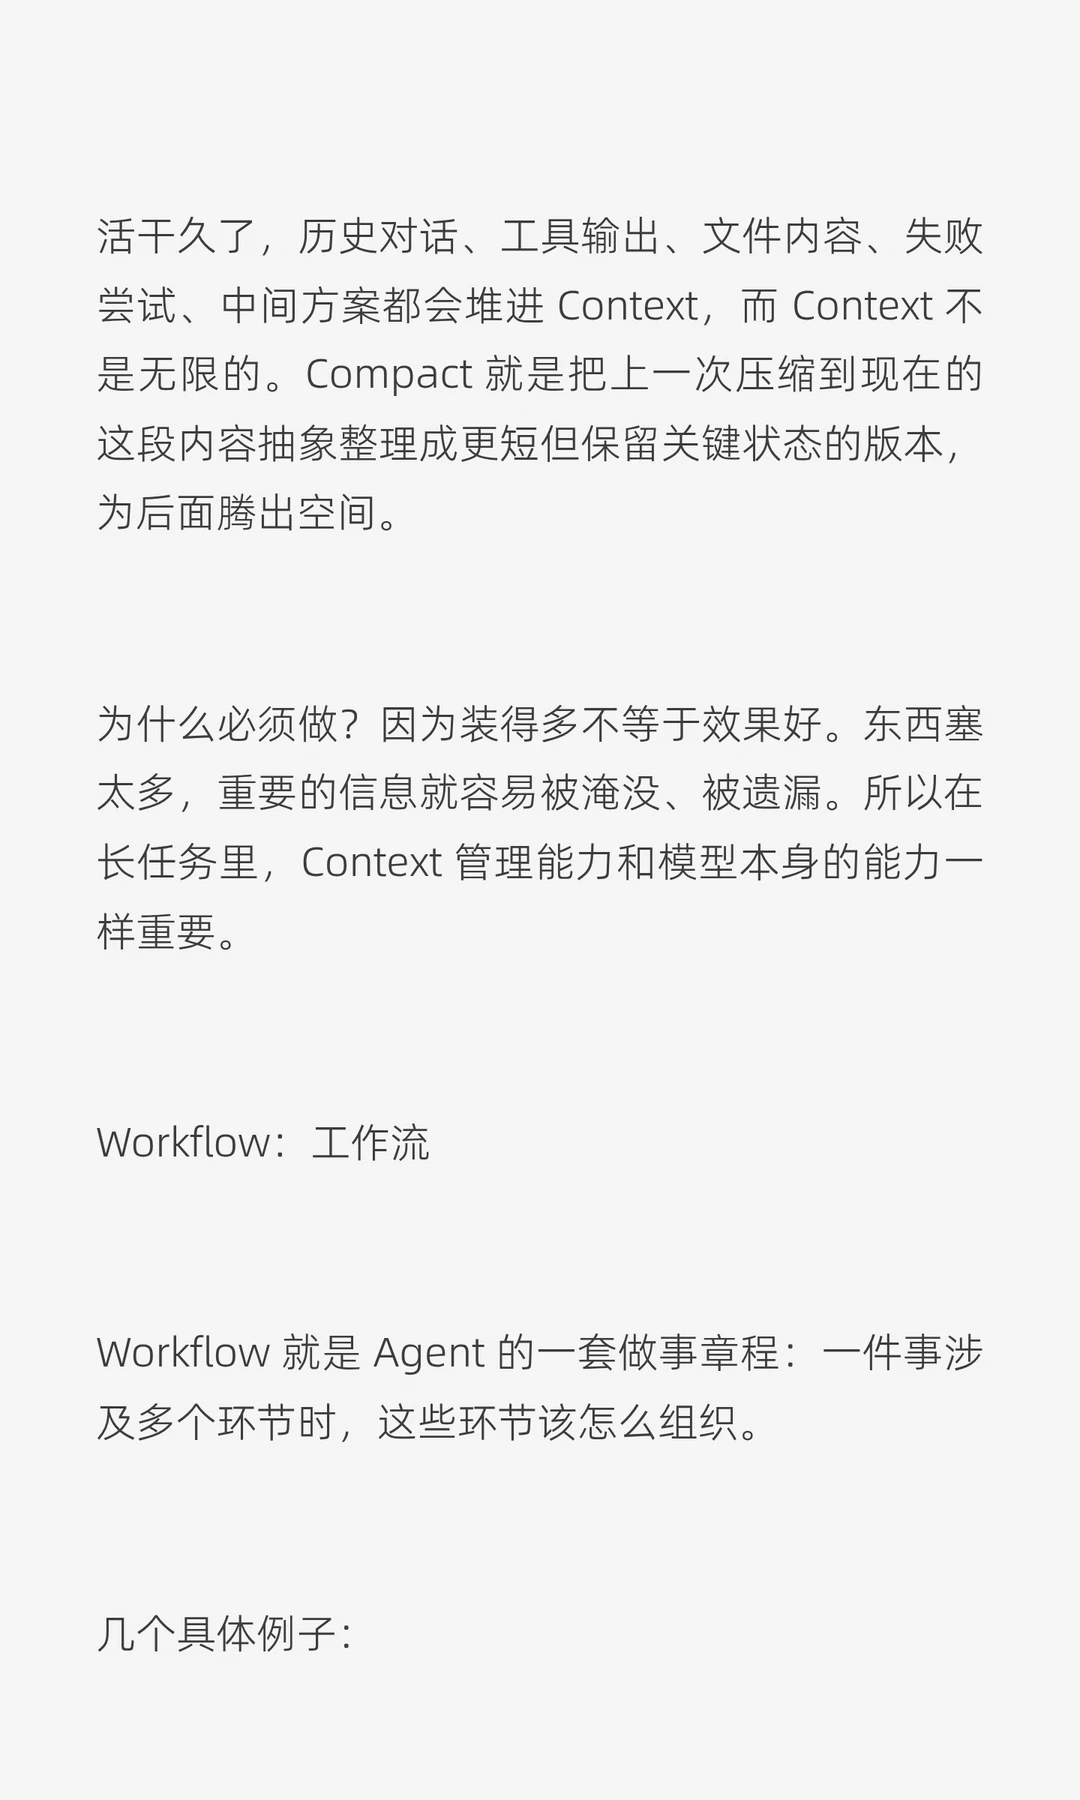 活干久了，历史对话、工具输出、文件内容、失败
尝试、中间方案都会堆进 Context，而 Context 不
是无限的。Compact 就是把上一次压缩到现在的
这段内容抽象整理成更短但保留关键状态的版本，
为后面腾出空间。
为什么必须做？因为装得多不等于效果好。东西塞
太多，重要的信息就容易被淹没、被遗漏。所以在
长任务里，Context 管理能力和模型本身的能力一
样重要。
Workflow：工作流
Workflow 就是 Agent 的一套做事章程：一件事涉
及多个环节时，这些环节该怎么组织。
几个具体例子：